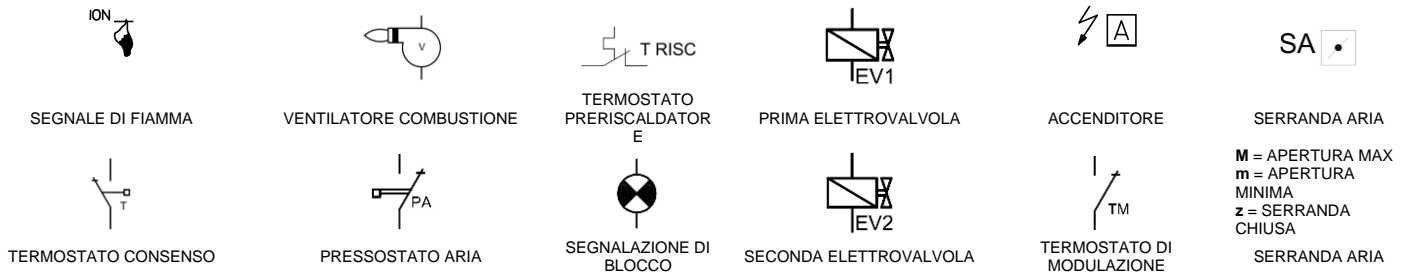 ION
SEGNALE DI FIAMMA
V
VENTILATORE COMBUSTIONE
T RISC
TERMOSTATO
PRERISCALDATOR
E
EV1
PRIMA ELETTROVALVOLA
A
ACCENDITORE
SA
SERRANDA ARIA
T
TERMOSTATO CONSENSO
PA
PRESSOSTATO ARIA
SEGNALAZIONE DI
BLOCCO
EV2
SECONDA ELETTROVALVOLA
TM
TERMOSTATO DI
MODULAZIONE
M = APERTURA MAX
m = APERTURA
MINIMA
z = SERRANDA
CHIUSA
SERRANDA ARIA